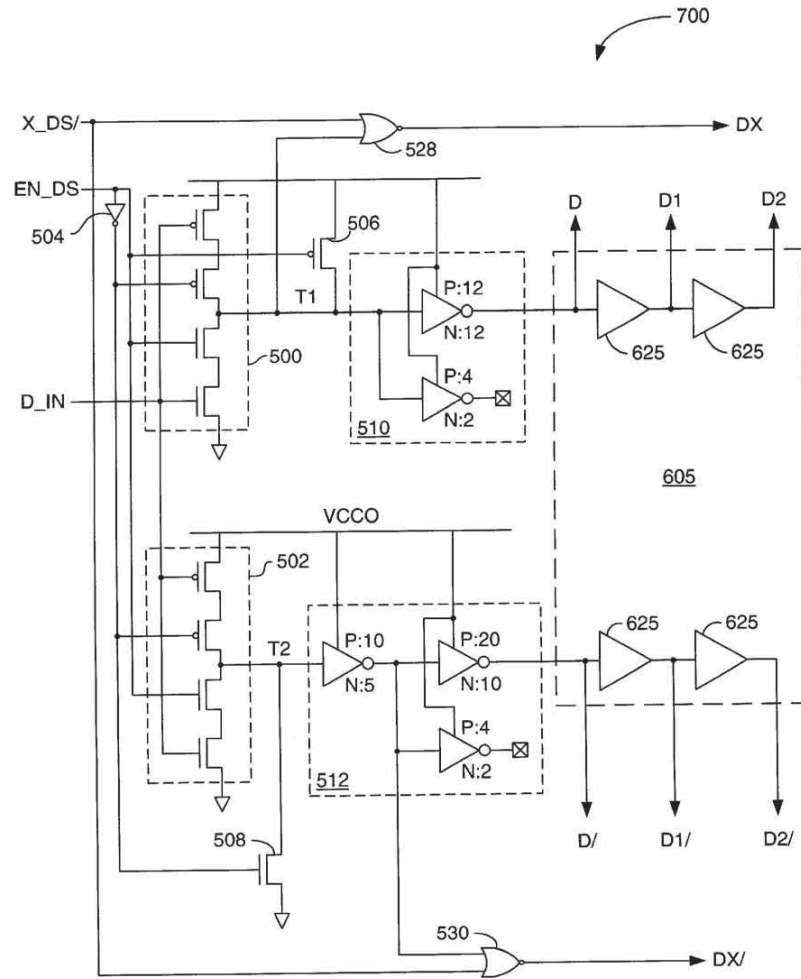 700
X_DS/
DX
528
EN_DS
504
506
D
D1
D2
P:12
T1
N:12
625
625
500
P:4
D_IN
N:2
510
605
VCCO
502
625
625
P:10
P:20
T2
N:5
N:10
P:4
512
N:2
508
D/
D1/
D2/
530
DX/